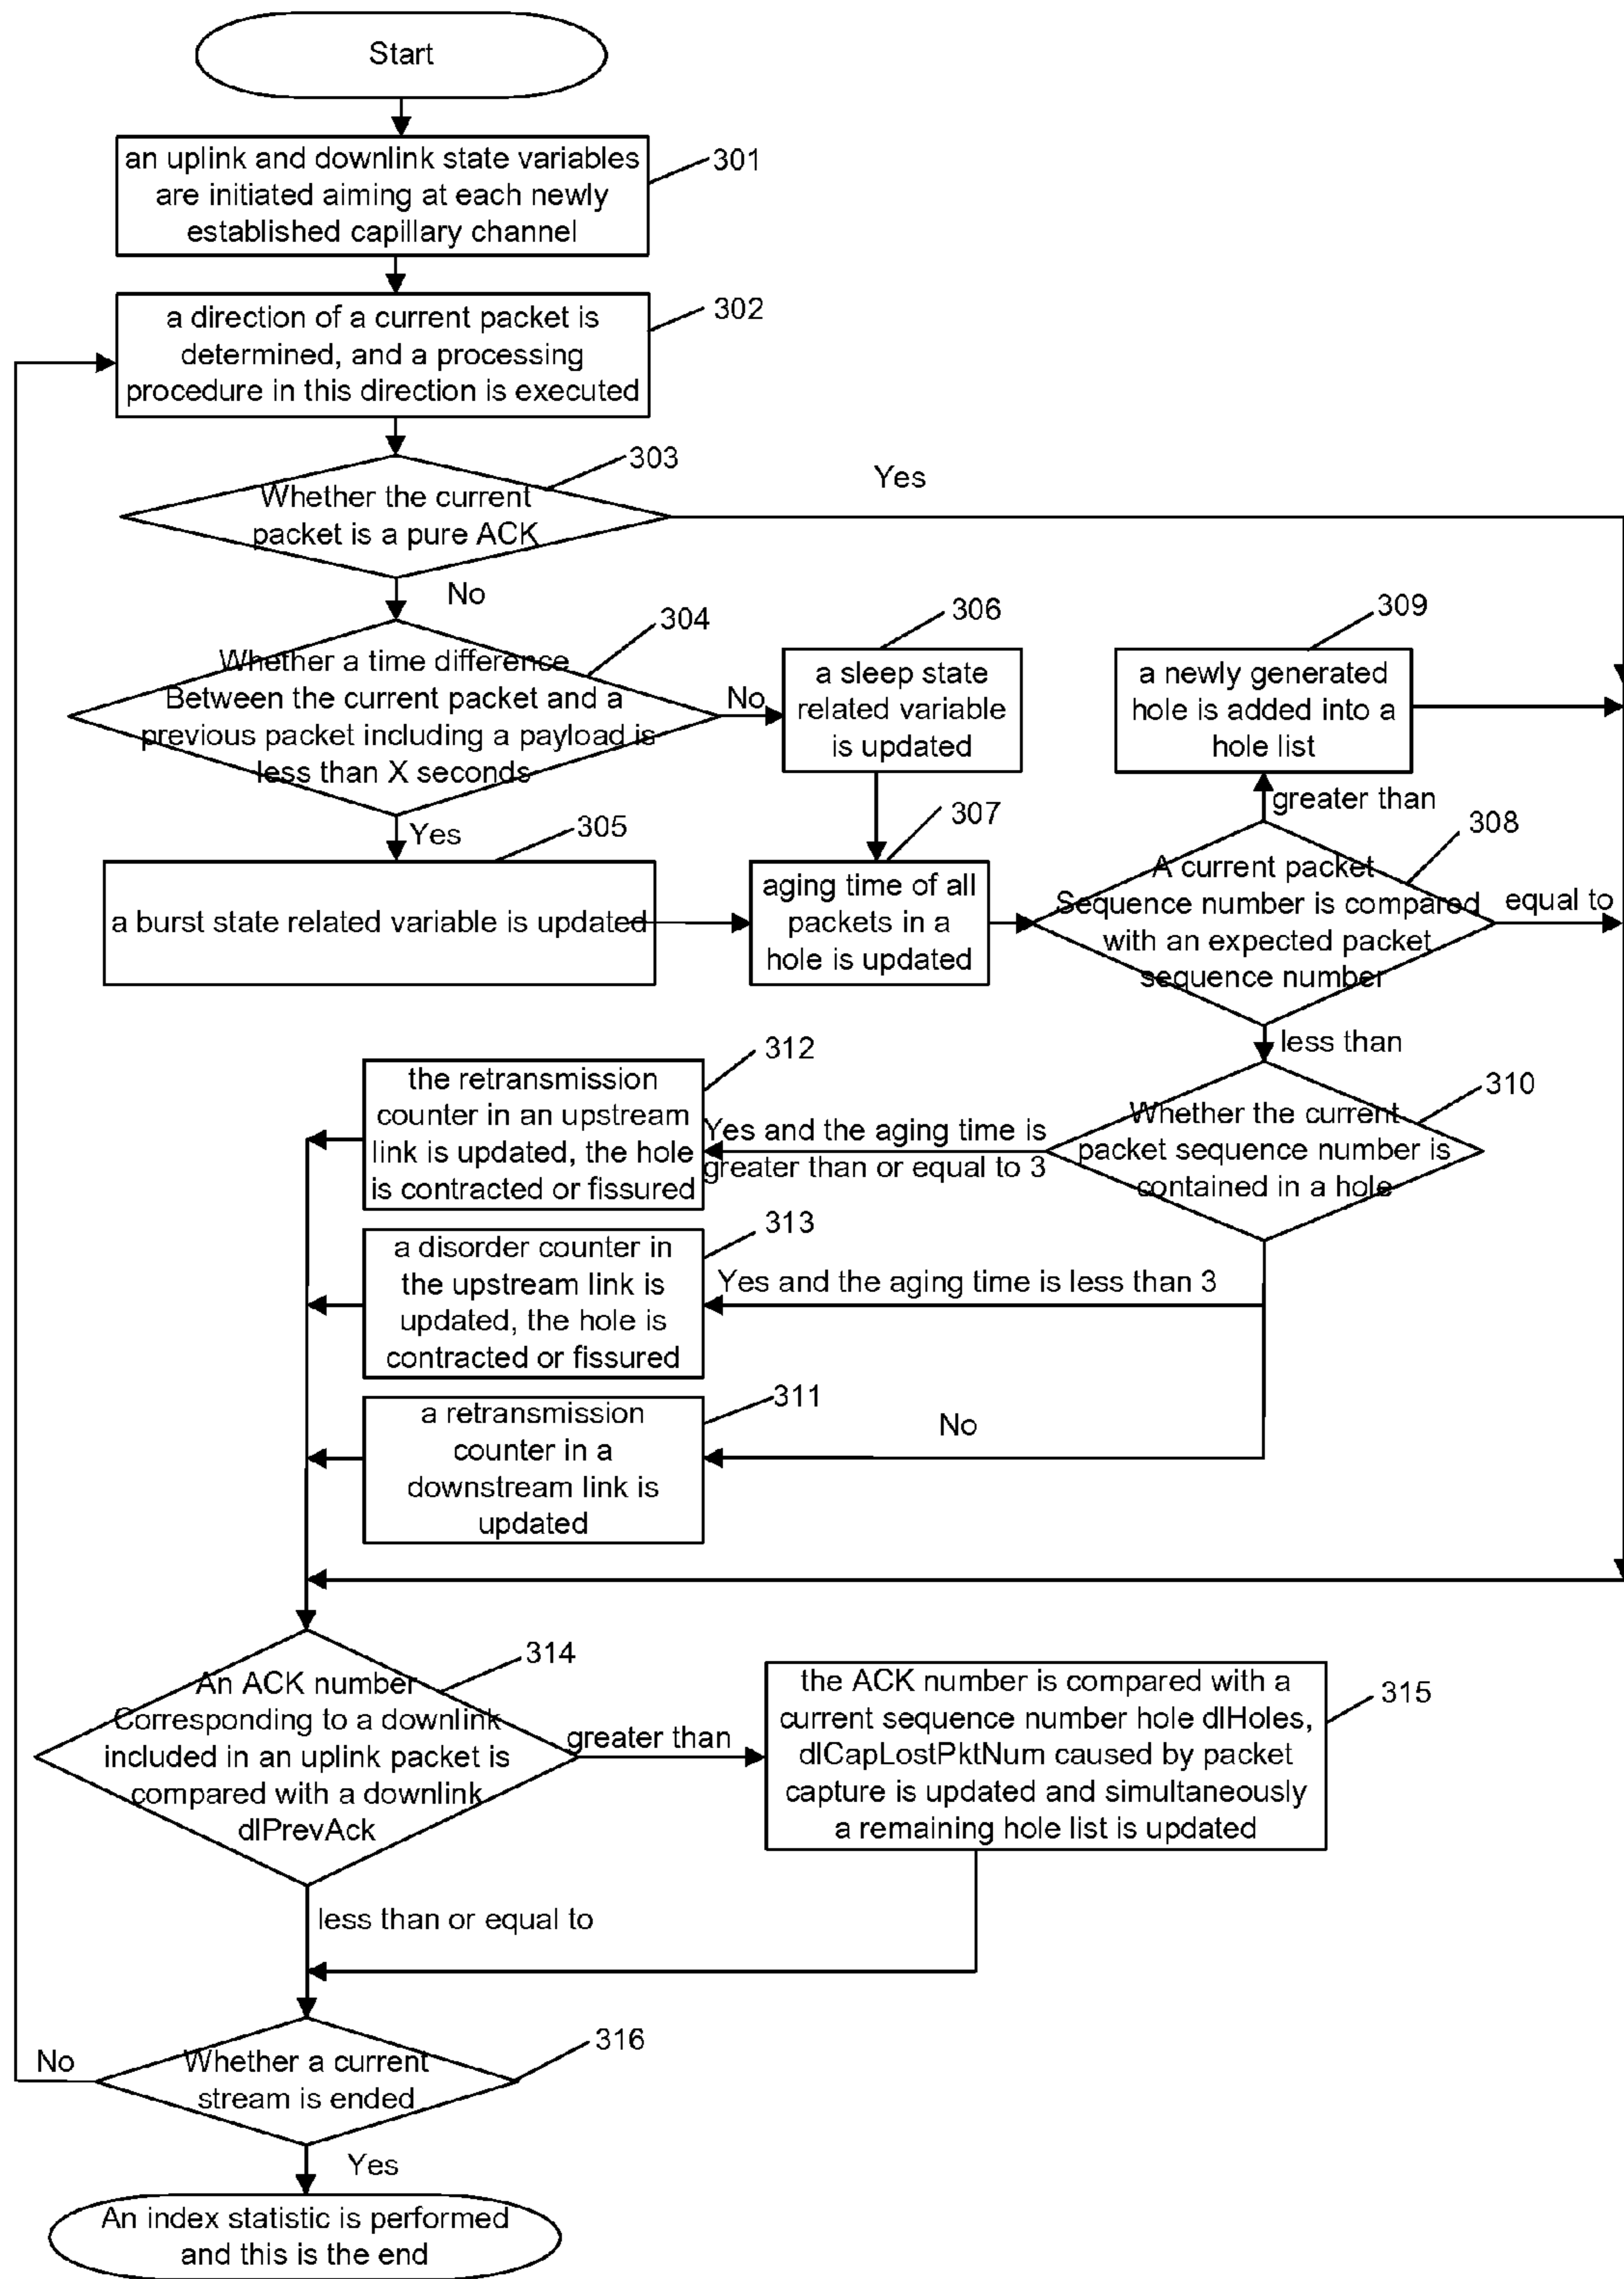 Start
an uplink and downlink state variables
are initiated aiming at each newly
established capillary channel
301
a direction of a current packet is
determined, and a processing
procedure in this direction is executed
302
Whether the current
packet is a pure ACK
303
Yes
No
Whether a time difference
Between the current packet and a
previous packet including a payload is
less than X seconds
304
No
a sleep state
related variable
is updated
306
a newly generated
hole is added into a
hole list
309
greater than
Yes
305
a burst state related variable is updated
aging time of all
packets in a
hole is updated
307
A current packet
Sequence number is compared
with an expected packet
sequence number
308
equal to
less than
the retransmission
counter in an upstream
link is updated, the hole
is contracted or fissured
312
Yes and the aging time is
greater than or equal to 3
Whether the current
packet sequence number is
contained in a hole
310
a disorder counter in
the upstream link is
updated, the hole is
contracted or fissured
313
Yes and the aging time is less than 3
a retransmission
counter in a
downstream link is
updated
311
No
An ACK number
Corresponding to a downlink
included in an uplink packet is
compared with a downlink
dlPrevAck
314
greater than
the ACK number is compared with a
current sequence number hole dlHoles,
dlCapLostPktNum caused by packet
capture is updated and simultaneously
a remaining hole list is updated
315
less than or equal to
Whether a current
stream is ended
316
No
Yes
An index statistic is performed
and this is the end